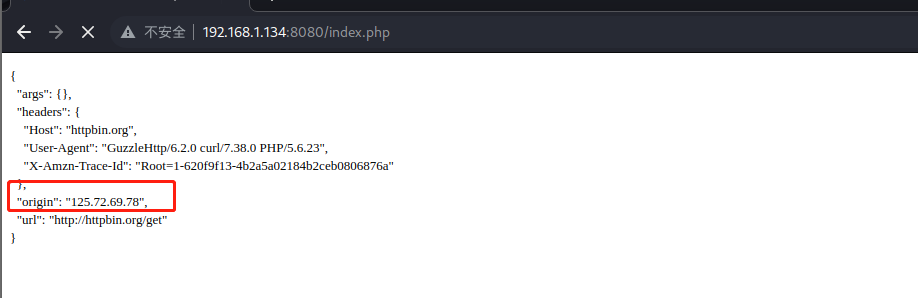 不安全 192.168.1.134:8080/index.php
{
"args": {},
"headers": {
"Host": "httpbin.org",
"User-Agent": "GuzzleHttp/6.2.0 curl/7.38.0 PHP/5.6.23",
"X-Amzn-Trace-Id": "Root=1-620f9f13-4b2a5a02184b2ceb0806876a"
},
"origin": "125.72.69.78",
"url": "http://httpbin.org/get"
}